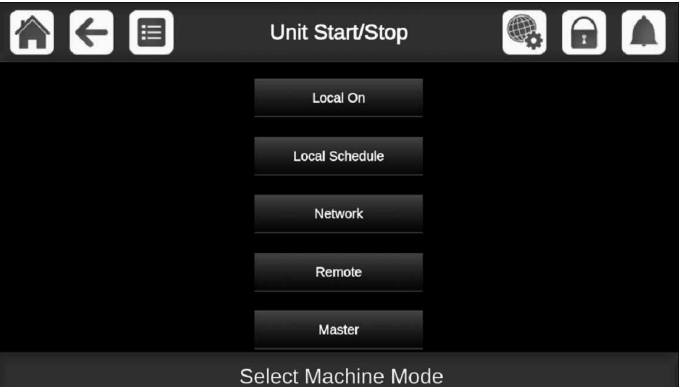 Unit Start/Stop
Local On
Local Schedule
Network
Remote
Master
Select Machine Mode